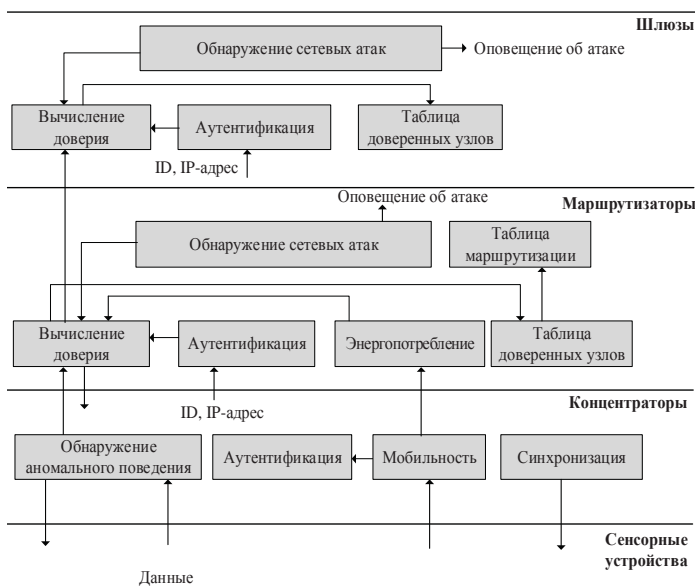 Шлюзы
Обнаружение сетевых атак
Оповещение об атаке
Вычисление
доверия
Аутентификация
Таблица
доверенных узлов
ID, IP-адрес
Маршрутизаторы
Оповещение об атаке
Обнаружение сетевых атак
Таблица
маршрутизации
Вычисление
доверия
Аутентификация
Энергопотребление
Таблица
доверенных узлов
ID, IP-адрес
Концентраторы
Обнаружение
аномального поведения
Аутентификация
Мобильность
Синхронизация
Сенсорные
устройства
Данные